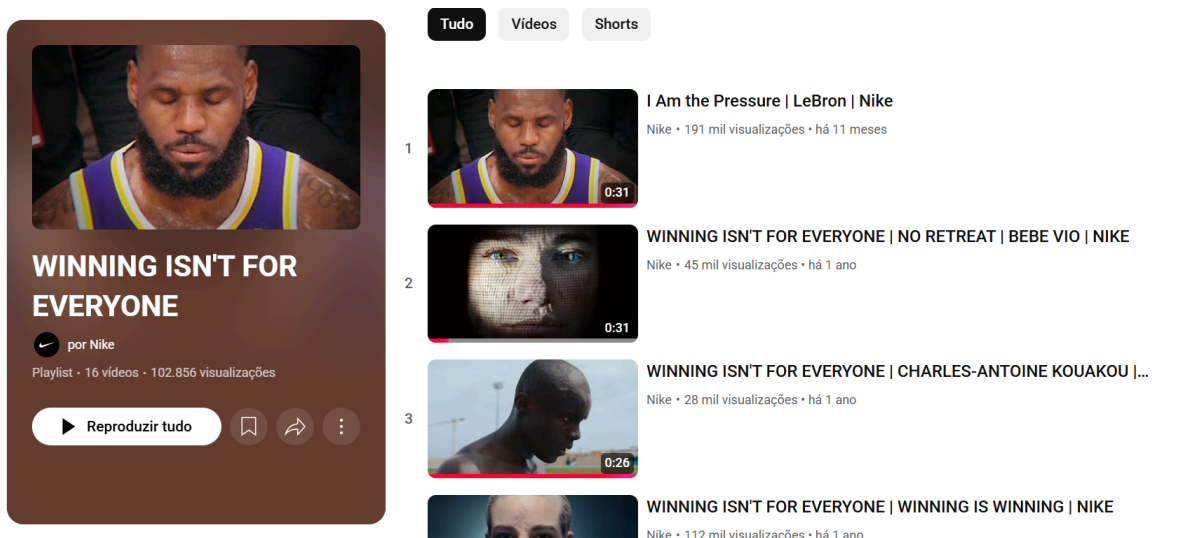 Tudo
Vídeos
Shorts
WINNING ISN'T FOR
EVERYONE
por Nike
Playlist • 16 vídeos • 102.856 visualizações
Reproduzir tudo
1
0:31
I Am the Pressure | LeBron | Nike
Nike • 191 mil visualizações • há 11 meses
2
0:31
WINNING ISN'T FOR EVERYONE | NO RETREAT | BEBE VIO | NIKE
Nike • 45 mil visualizações • há 1 ano
3
0:26
WINNING ISN'T FOR EVERYONE | CHARLES-ANTOINE KOUAKOU |...
Nike • 28 mil visualizações • há 1 ano
WINNING ISN'T FOR EVERYONE | WINNING IS WINNING | NIKE
Nike • 112 mil visualizações • há 1 ano